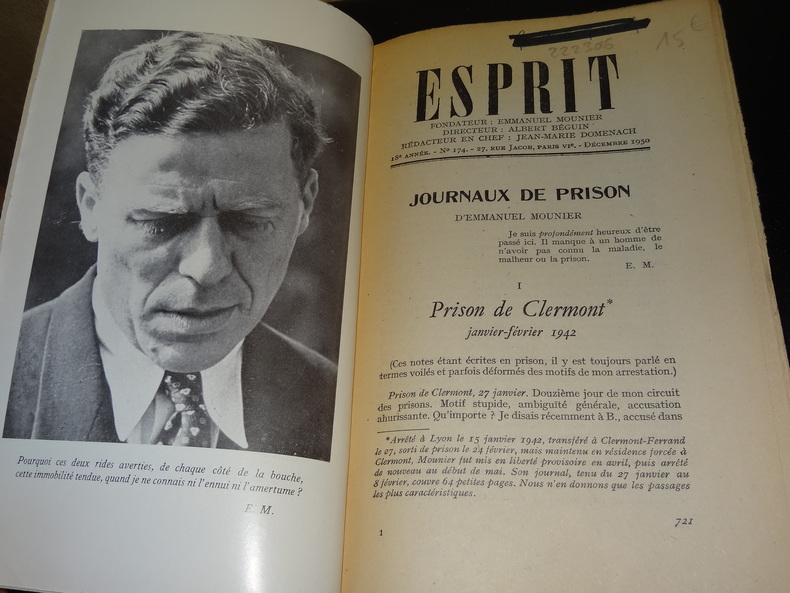 Pourquoi ces deux rides averties, de chaque côté de la bouche,
cette immobilité tendue, quand je ne connais ni l'ennui ni l'amertume ?
E. M.
222306
15 €
ESPRIT
FONDATEUR : EMMANUEL MOUNIER
DIRECTEUR : ALBERT BÉGUIN
RÉDACTEUR EN CHEF : JEAN-MARIE DOMENACH
18e ANNÉE. - No 174. - 27, RUE JACOB, PARIS VIe. - DÉCEMBRE 1950
JOURNAUX DE PRISON
D'EMMANUEL MOUNIER
Je suis profondément heureux d'être
passé ici. Il manque à un homme de
n'avoir pas connu la maladie, le
malheur ou la prison.
E. M.
I
Prison de Clermont*
janvier-février 1942
(Ces notes étant écrites en prison, il y est toujours parlé en
termes voilés et parfois déformés des motifs de mon arrestation.)
Prison de Clermont, 27 janvier. Douzième jour de mon circuit
des prisons. Motif stupide, ambiguïté générale, accusation
ahurissante. Qu'importe ? Je disais récemment à B., accusé dans
*Arrêté à Lyon le 15 janvier 1942, transféré à Clermont-Ferrand
le 27, sorti de prison le 24 février, mais maintenu en résidence forcée à
Clermont, Mounier fut mis en liberté provisoire en avril, puis arrêté
de nouveau au début de mai. Son journal, tenu du 27 janvier au
8 février, couvre 64 petites pages. Nous n'en donnons que les passages
les plus caractéristiques.
1
721